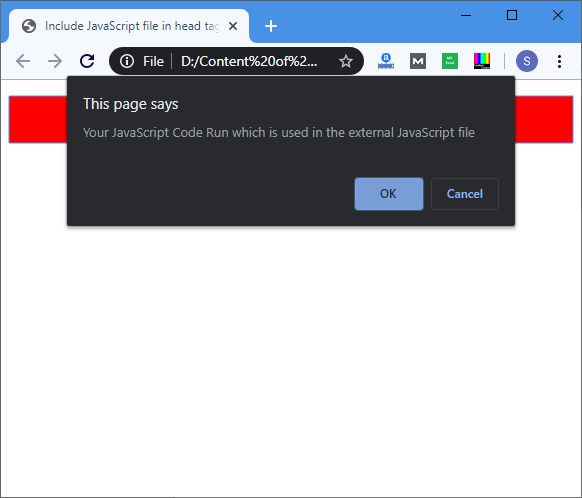 Include JavaScript file in head tag
File
D:/Content%20of%2...
S
This page says
Your JavaScript Code Run which is used in the external JavaScript file
OK
Cancel